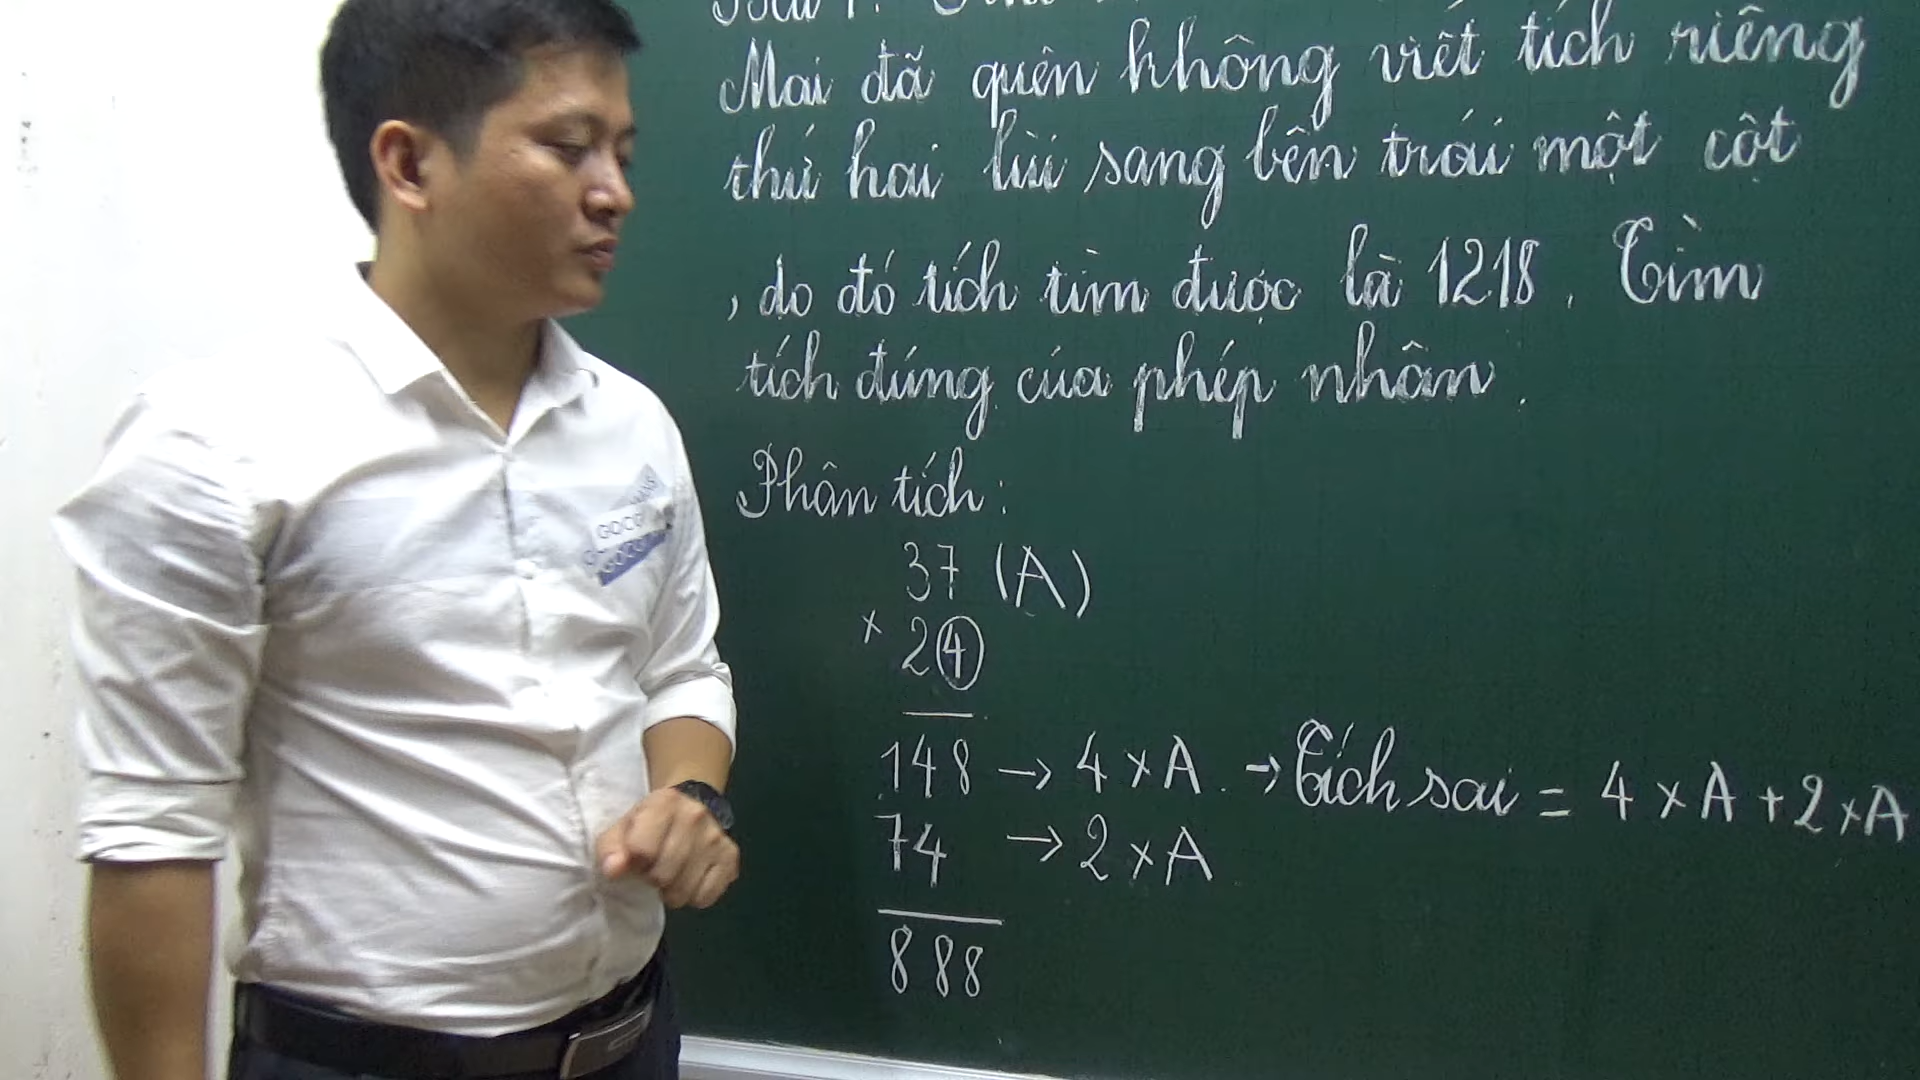 Mai đã quên không viết tích riêng
thứ hai lùi sang bên trái một cột
, do đó tích tìm được là 1218. Tìm
tích đúng của phép nhân.
Phân tích:
37 (A)
× 24
148 → 4 × A. → Tích sai = 4 × A + 2 × A
74 → 2 × A
888